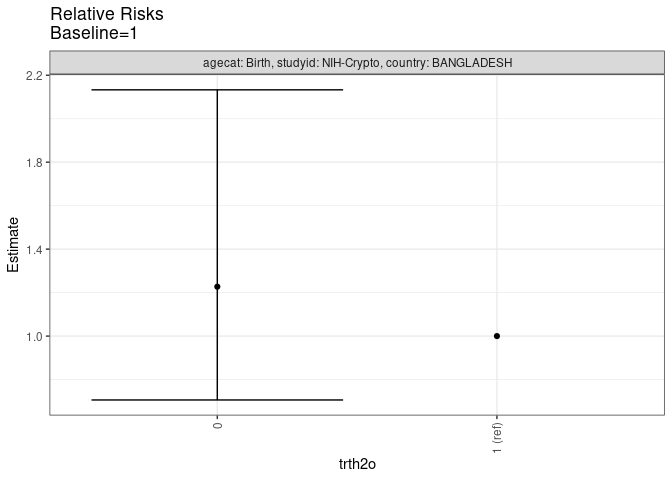 Relative Risks
Baseline=1
agecat: Birth, studyid: NIH-Crypto, country: BANGLADESH
2.2
1.8
1.4
1.0
Estimate
0
1 (ref)
trth2o